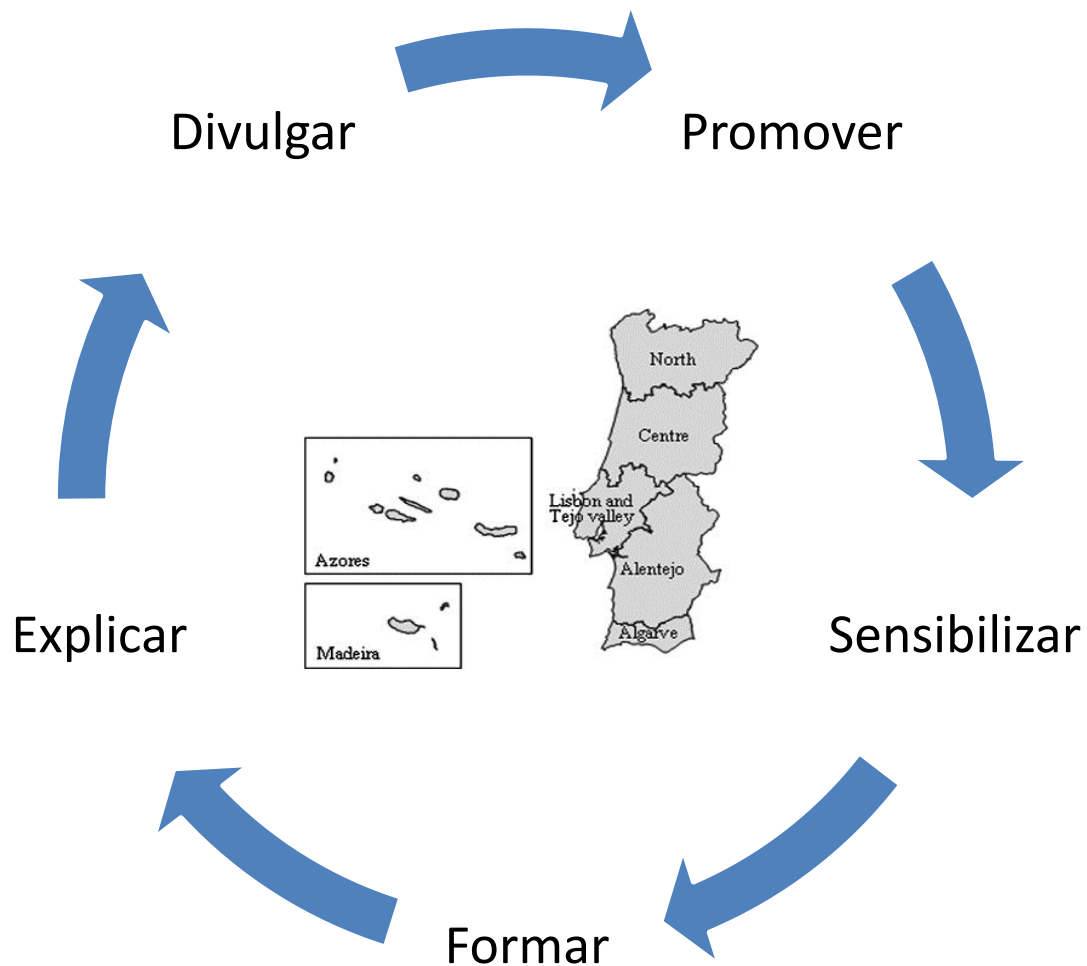 Divulgar
Promover
North
Centre
Lisbon and
Tejo valley
Azores
Alentejo
Explicar
Sensibilizar
Algarve
Madeira
Formar